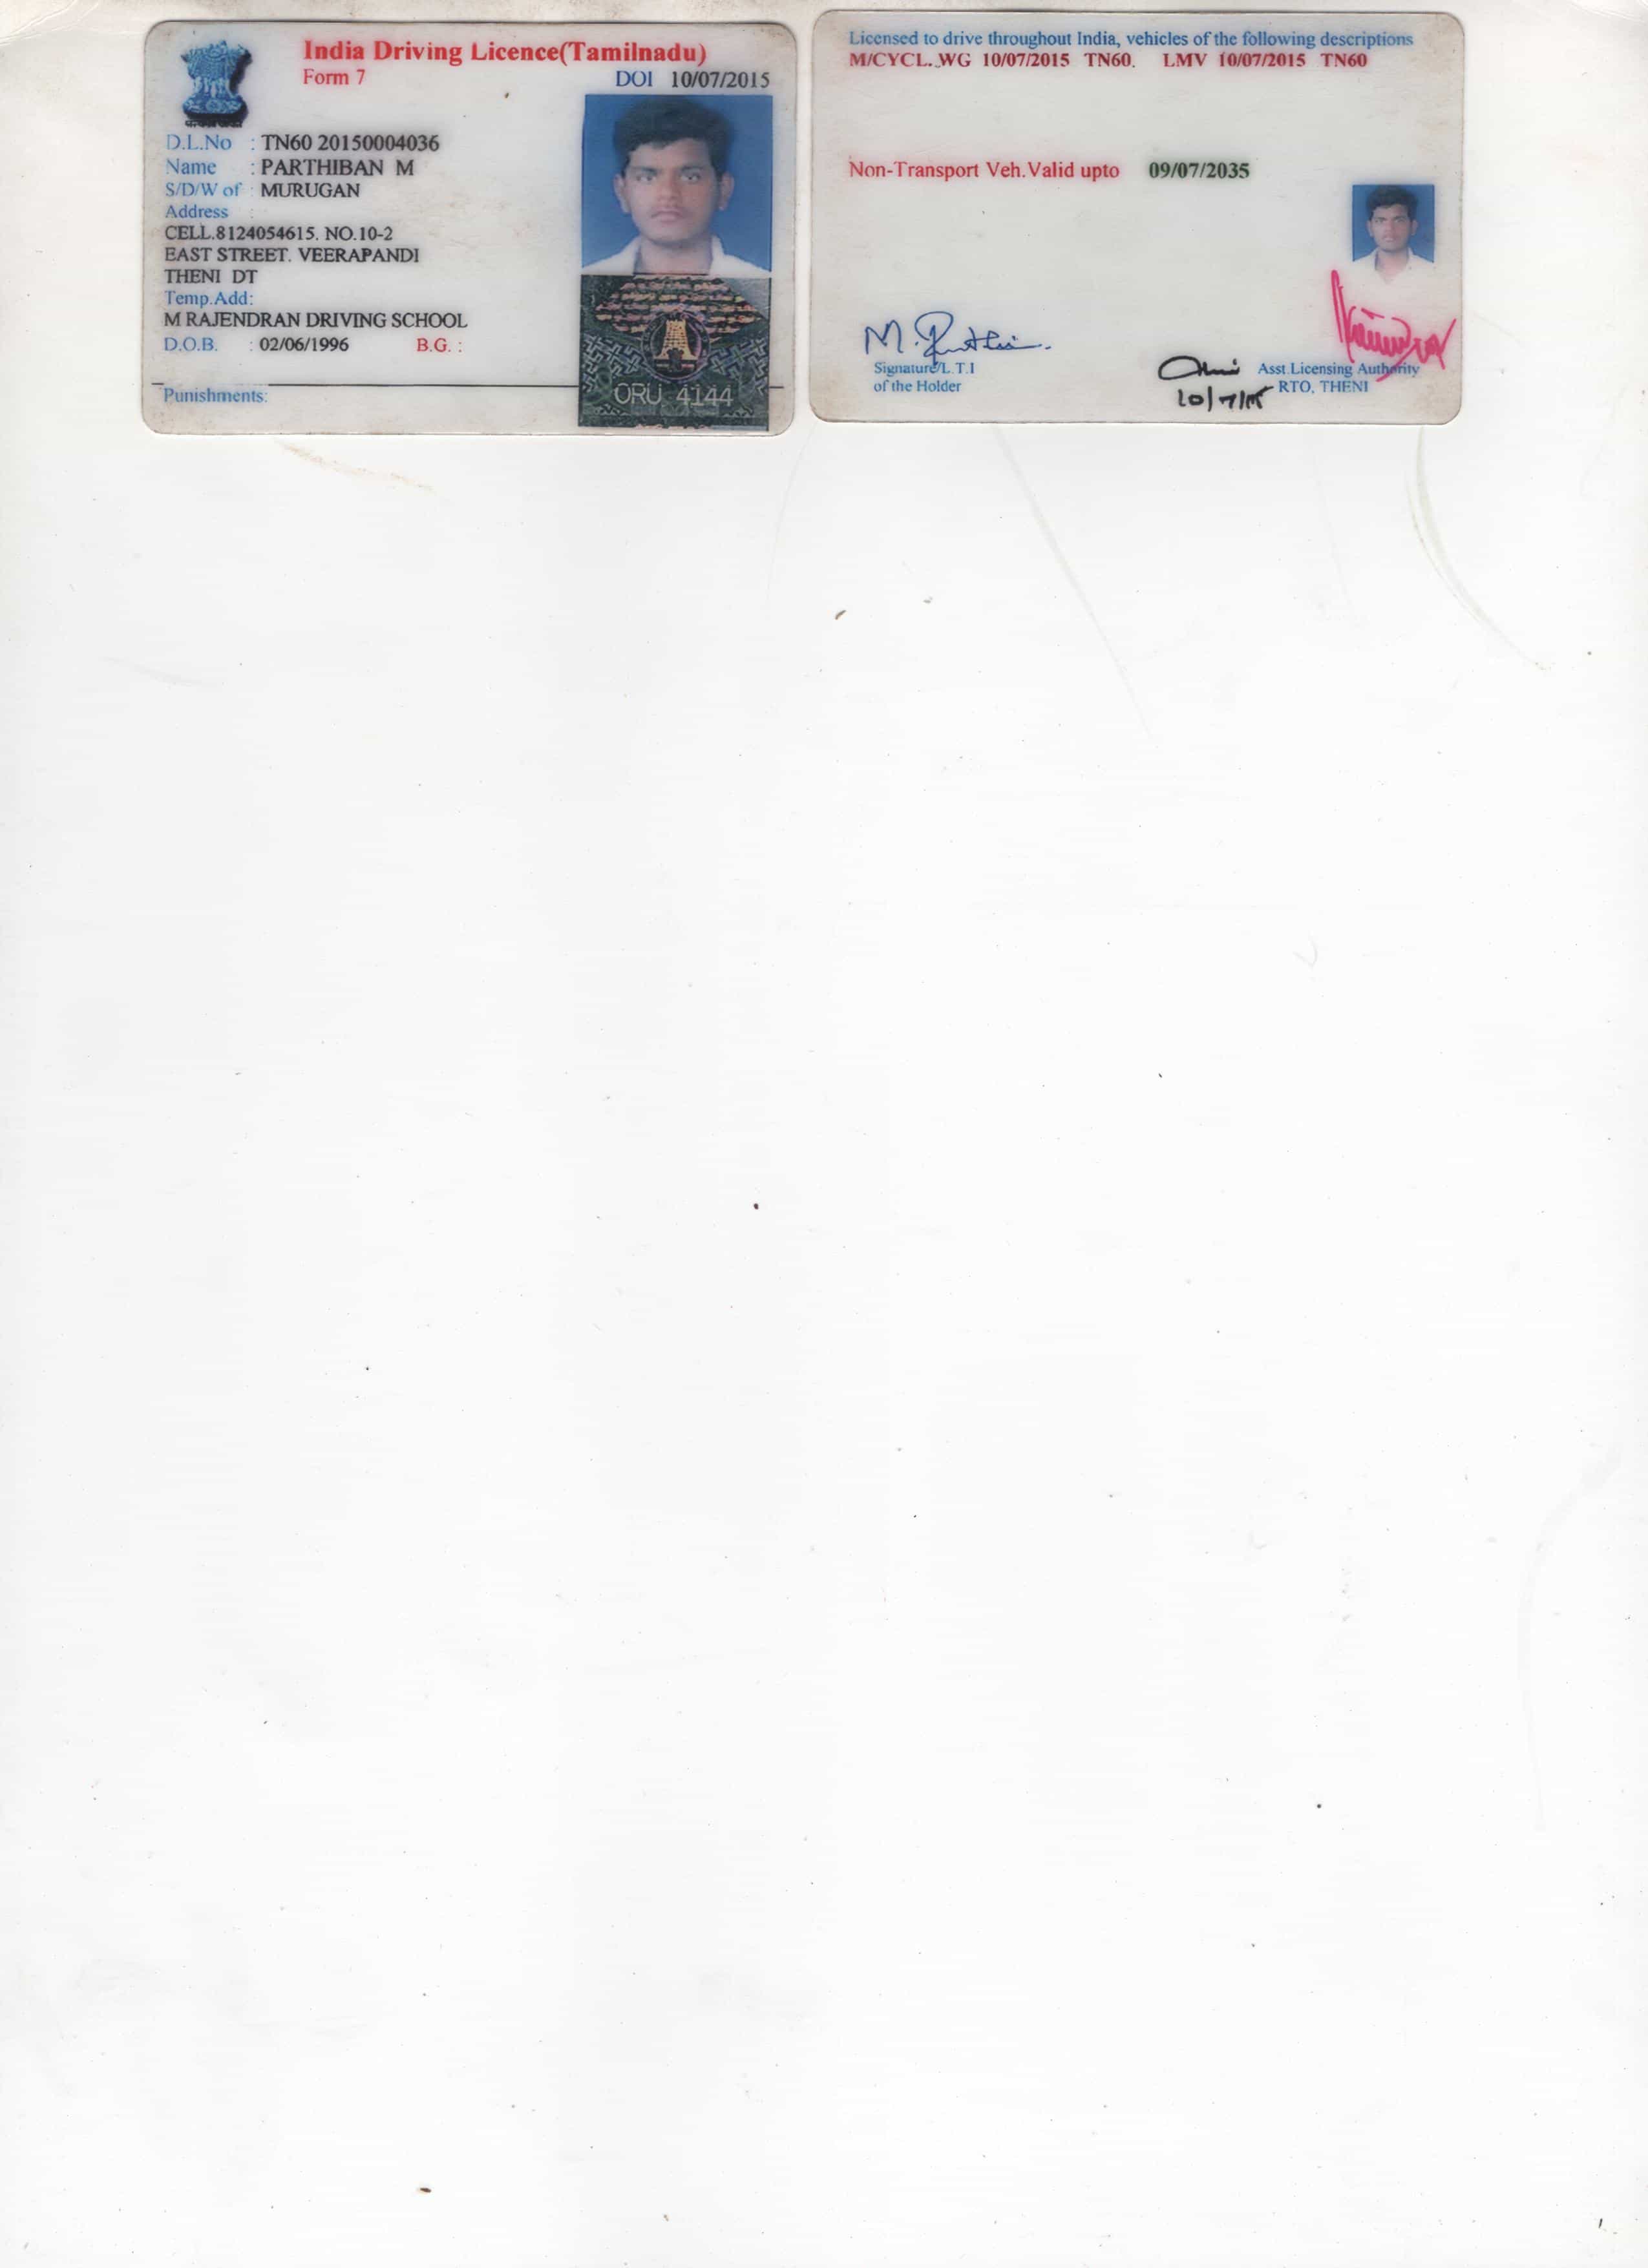 India Driving Licence(Tamilnadu)
Form 7
DOI 10/07/2015
D.L.No : TN60 20150004036
Name : PARTHIBAN M
S/D/W of : MURUGAN
Address :
CELL.8124054615. NO.10-2
EAST STREET. VEERAPANDI
THENI DT
Temp.Add:
M RAJENDRAN DRIVING SCHOOL
D.O.B. : 02/06/1996 B.G. :
Punishments:
ORU 4144
Licensed to drive throughout India, vehicles of the following descriptions
M/CYCL..WG 10/07/2015 TN60. LMV 10/07/2015 TN60
Non-Transport Veh.Valid upto 09/07/2035
Signature/L.T.I
of the Holder
Asst.Licensing Authority
RTO, THENI
10/7/15